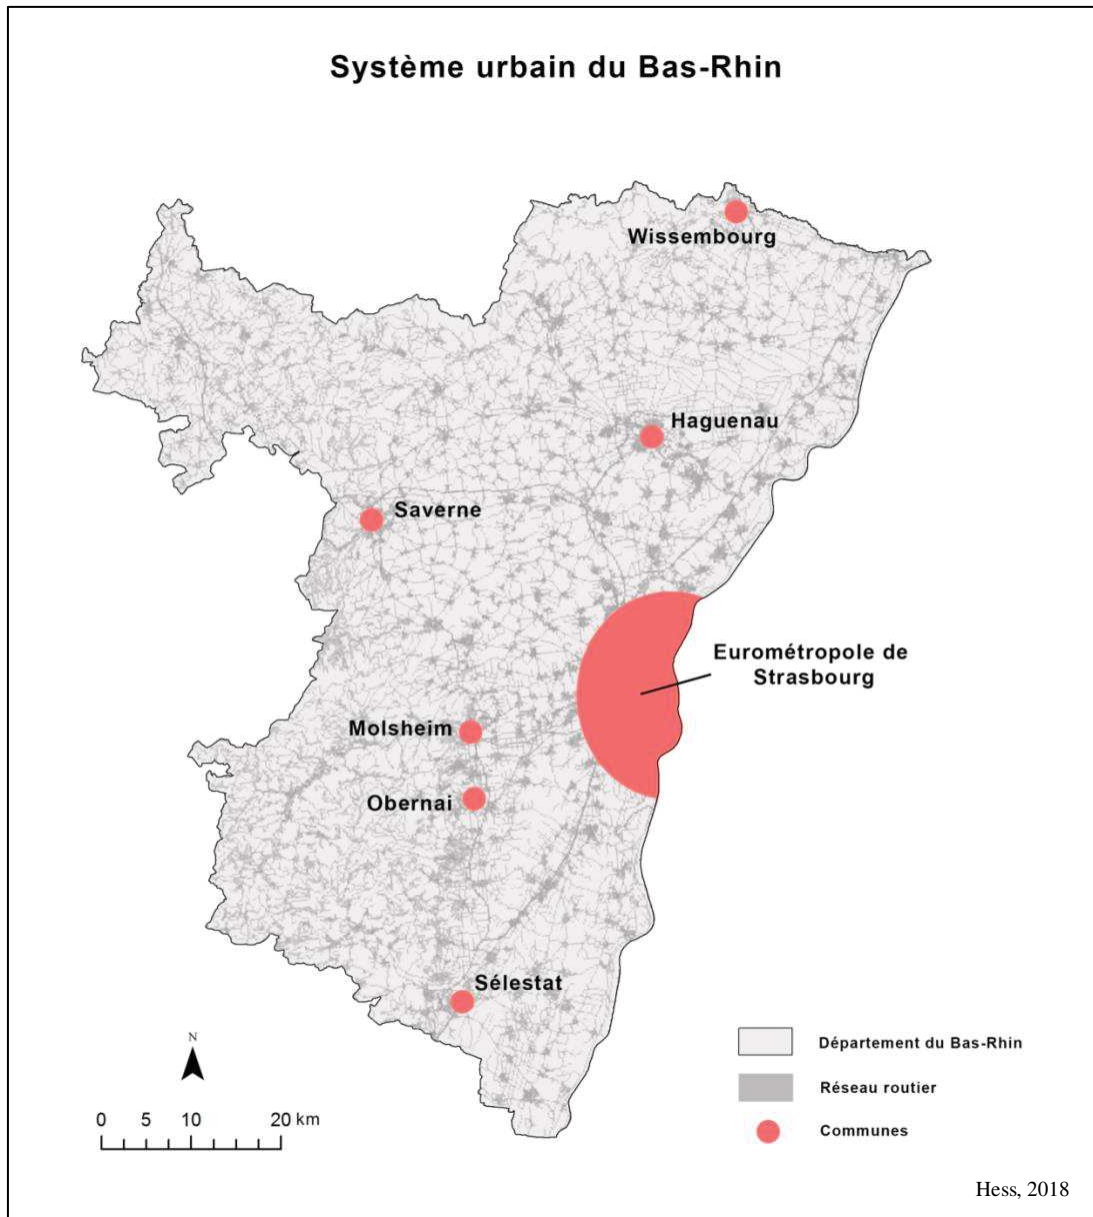 Système urbain du Bas-Rhin
Wissembourg
Haguenau
Saverne
Eurométropole de
Strasbourg
Molsheim
Obernai
Sélestat
N
0 5 10 20 km
Département du Bas-Rhin
Réseau routier
Communes
Hess, 2018